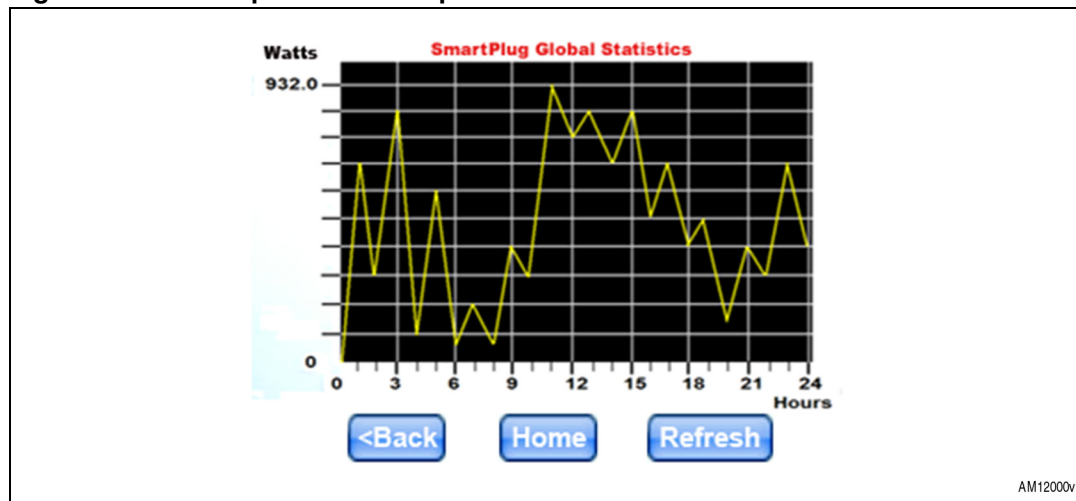 SmartPlug Global Statistics
Watts
932.0
0
0 3 6 9 12 15 18 21 24
Hours
<Back Home Refresh
AM12000v